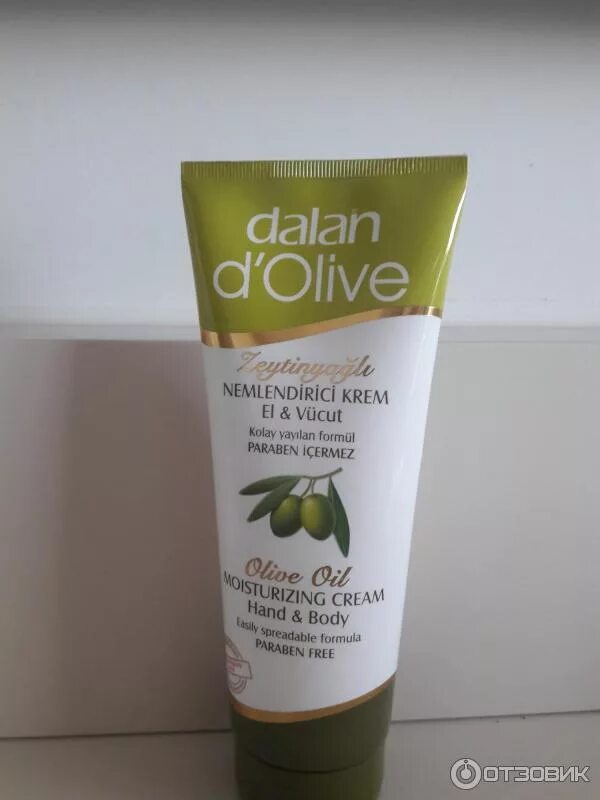 dalan
d'Olive
Zeytinyağlı
NEMLENDİRİCİ KREM
El & Vücut
Kolay yayılan formül
PARABEN İÇERMEZ
Olive Oil
MOISTURIZING CREAM
Hand & Body
Easily spreadable formula
PARABEN FREE
ОТЗОВИК